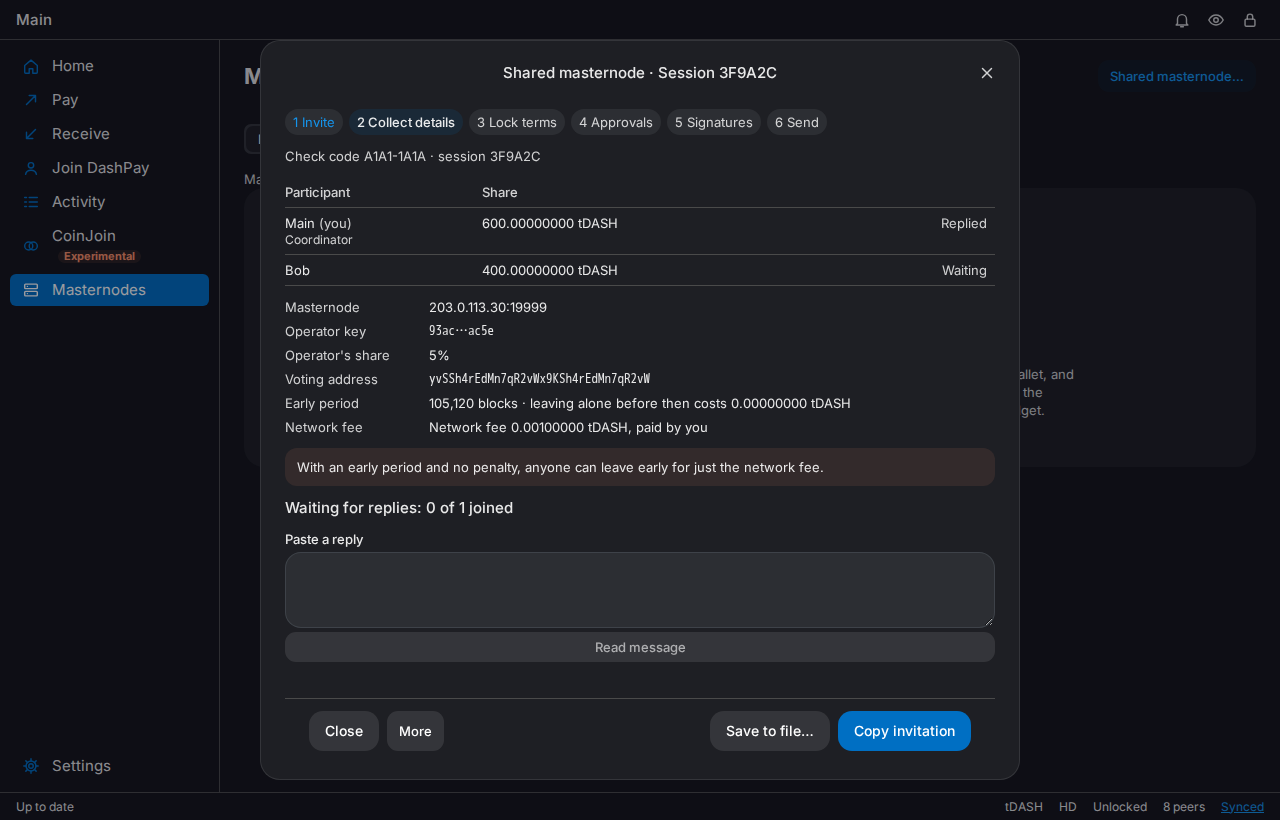 Main
Home
Pay
Receive
Join DashPay
Activity
CoinJoin
Experimental
Masternodes
Settings
M
Shared masternode...
Ma
allet, and
the
lget.
Shared masternode · Session 3F9A2C
1 Invite
2 Collect details
3 Lock terms
4 Approvals
5 Signatures
6 Send
Check code A1A1-1A1A · session 3F9A2C
Participant Share
Main (you) 600.00000000 tDASH Replied
Coordinator
Bob 400.00000000 tDASH Waiting
Masternode 203.0.113.30:19999
Operator key 93ac···ac5e
Operator's share 5%
Voting address yvSSh4rEdMn7qR2vWx9KSh4rEdMn7qR2vW
Early period 105,120 blocks · leaving alone before then costs 0.00000000 tDASH
Network fee Network fee 0.00100000 tDASH, paid by you
With an early period and no penalty, anyone can leave early for just the network fee.
Waiting for replies: 0 of 1 joined
Paste a reply
Read message
Close
More
Save to file...
Copy invitation
Up to date
tDASH HD Unlocked 8 peers Synced